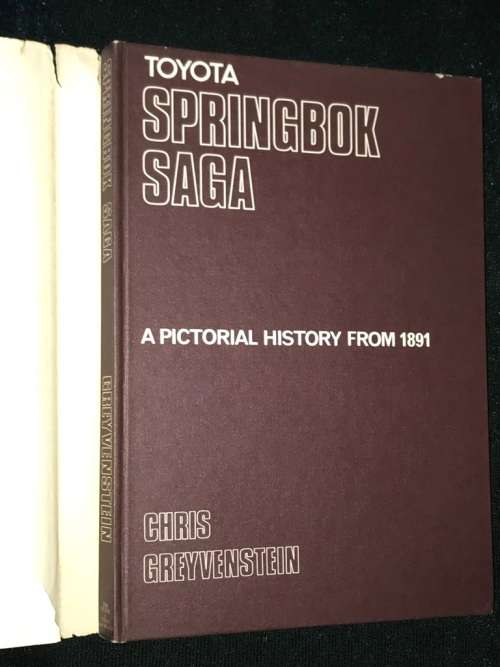 TOYOTA
SPRINGBOK
SAGA
A PICTORIAL HISTORY FROM 1891
CHRIS
GREYVENSTEIN
SPRINGBOK SAGA
GREYVENSTEIN